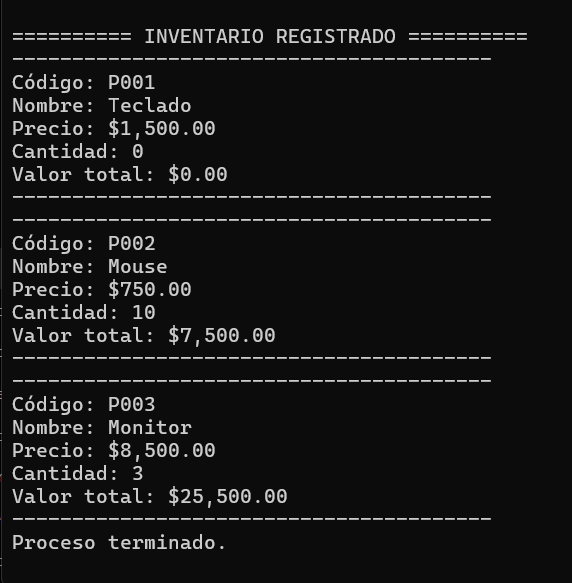 ========== INVENTARIO REGISTRADO ==========
----------------------------------------
Código: P001
Nombre: Teclado
Precio: $1,500.00
Cantidad: 0
Valor total: $0.00
----------------------------------------
----------------------------------------
Código: P002
Nombre: Mouse
Precio: $750.00
Cantidad: 10
Valor total: $7,500.00
----------------------------------------
----------------------------------------
Código: P003
Nombre: Monitor
Precio: $8,500.00
Cantidad: 3
Valor total: $25,500.00
----------------------------------------
Proceso terminado.